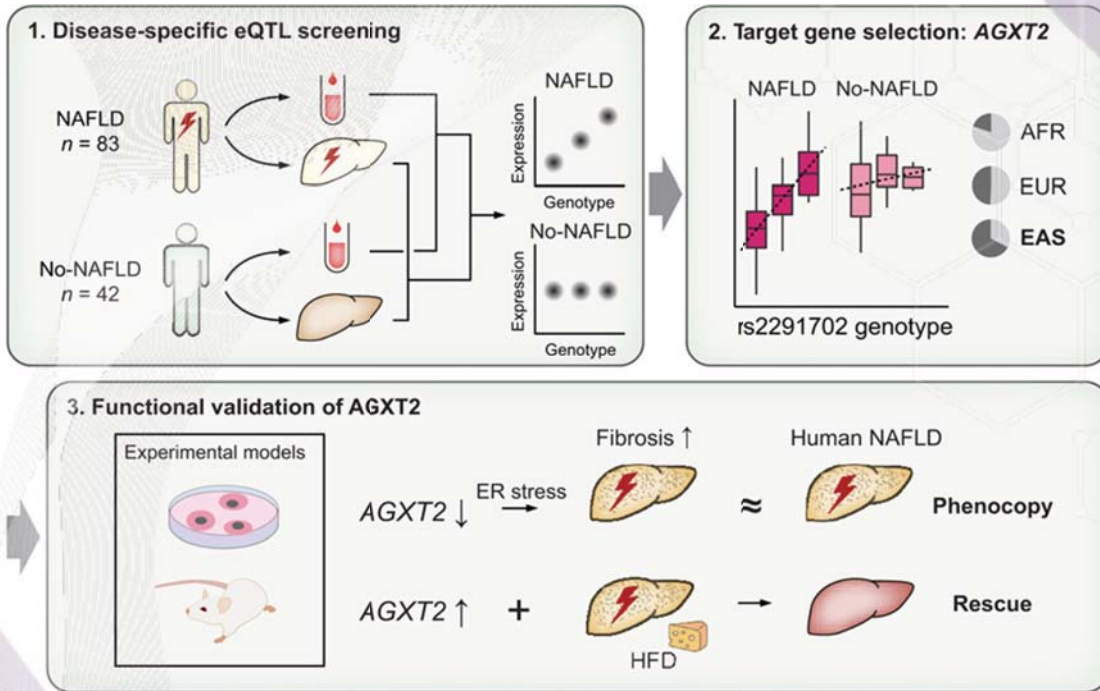 1. Disease-specific eQTL screening
NAFLD
n = 83
No-NAFLD
n = 42
NAFLD
Expression
Genotype
No-NAFLD
Expression
Genotype
2. Target gene selection: AGXT2
NAFLD No-NAFLD
rs2291702 genotype
AFR
EUR
EAS
3. Functional validation of AGXT2
Experimental models
AGXT2 ↓
ER stress
→
Fibrosis ↑
≈
Human NAFLD
Phenocopy
AGXT2 ↑ +
HFD
→
Rescue